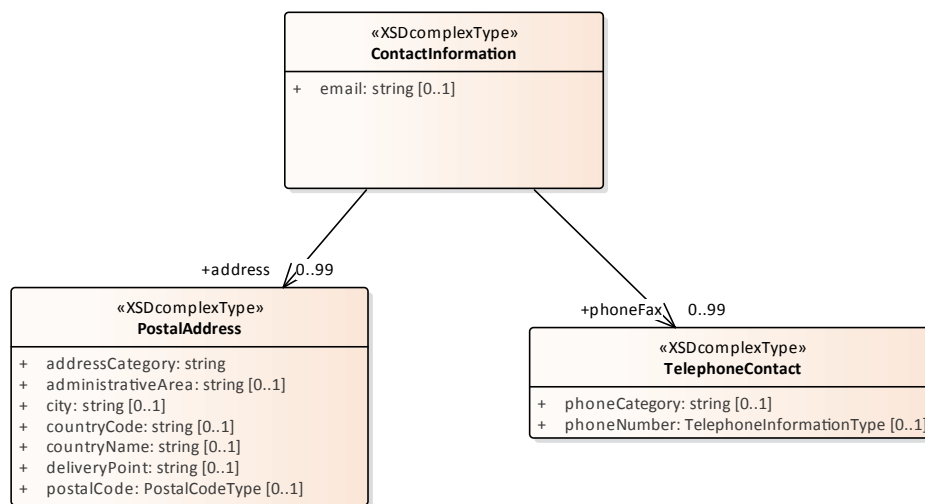 «XSDcomplexType»
ContactInformation
+ email: string [0..1]
+address 0..99
+phoneFax 0..99
«XSDcomplexType»
PostalAddress
+ addressCategory: string
+ administrativeArea: string [0..1]
+ city: string [0..1]
+ countryCode: string [0..1]
+ countryName: string [0..1]
+ deliveryPoint: string [0..1]
+ postalCode: PostalCodeType [0..1]
«XSDcomplexType»
TelephoneContact
+ phoneCategory: string [0..1]
+ phoneNumber: TelephoneInformationType [0..1]